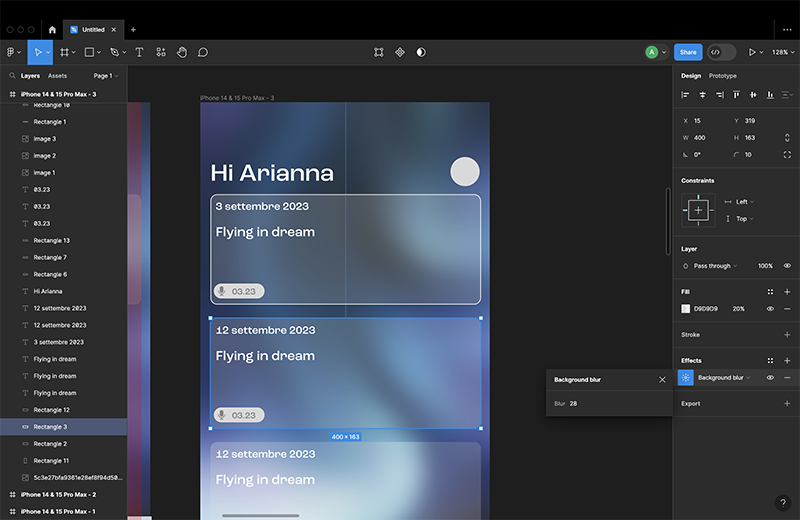 Untitled
A
Share
128%
Layers
Assets
Page 1
iPhone 14 & 15 Pro Max - 3
Rectangle 10
Rectangle 1
image 3
image 2
image 1
03.23
03.23
03.23
Rectangle 13
Rectangle 7
Rectangle 6
Hi Arianna
12 settembre 2023
12 settembre 2023
3 settembre 2023
Flying in dream
Flying in dream
Flying in dream
Rectangle 12
Rectangle 3
Rectangle 2
Rectangle 11
5c3e27bfa9361e28ef8f94d50...
iPhone 14 & 15 Pro Max - 2
iPhone 14 & 15 Pro Max - 1
iPhone 14 & 15 Pro Max - 3
Hi Arianna
3 settembre 2023
Flying in dream
03.23
12 settembre 2023
Flying in dream
03.23
400 × 163
12 settembre 2023
Flying in dream
Background blur
Blur 28
Design
Prototype
X 15 Y 319
W 400 H 163
0° 10
Constraints
Left
Top
Layer
Pass through 100%
Fill
D9D9D9 20%
Stroke
Effects
Background blur
Export
?